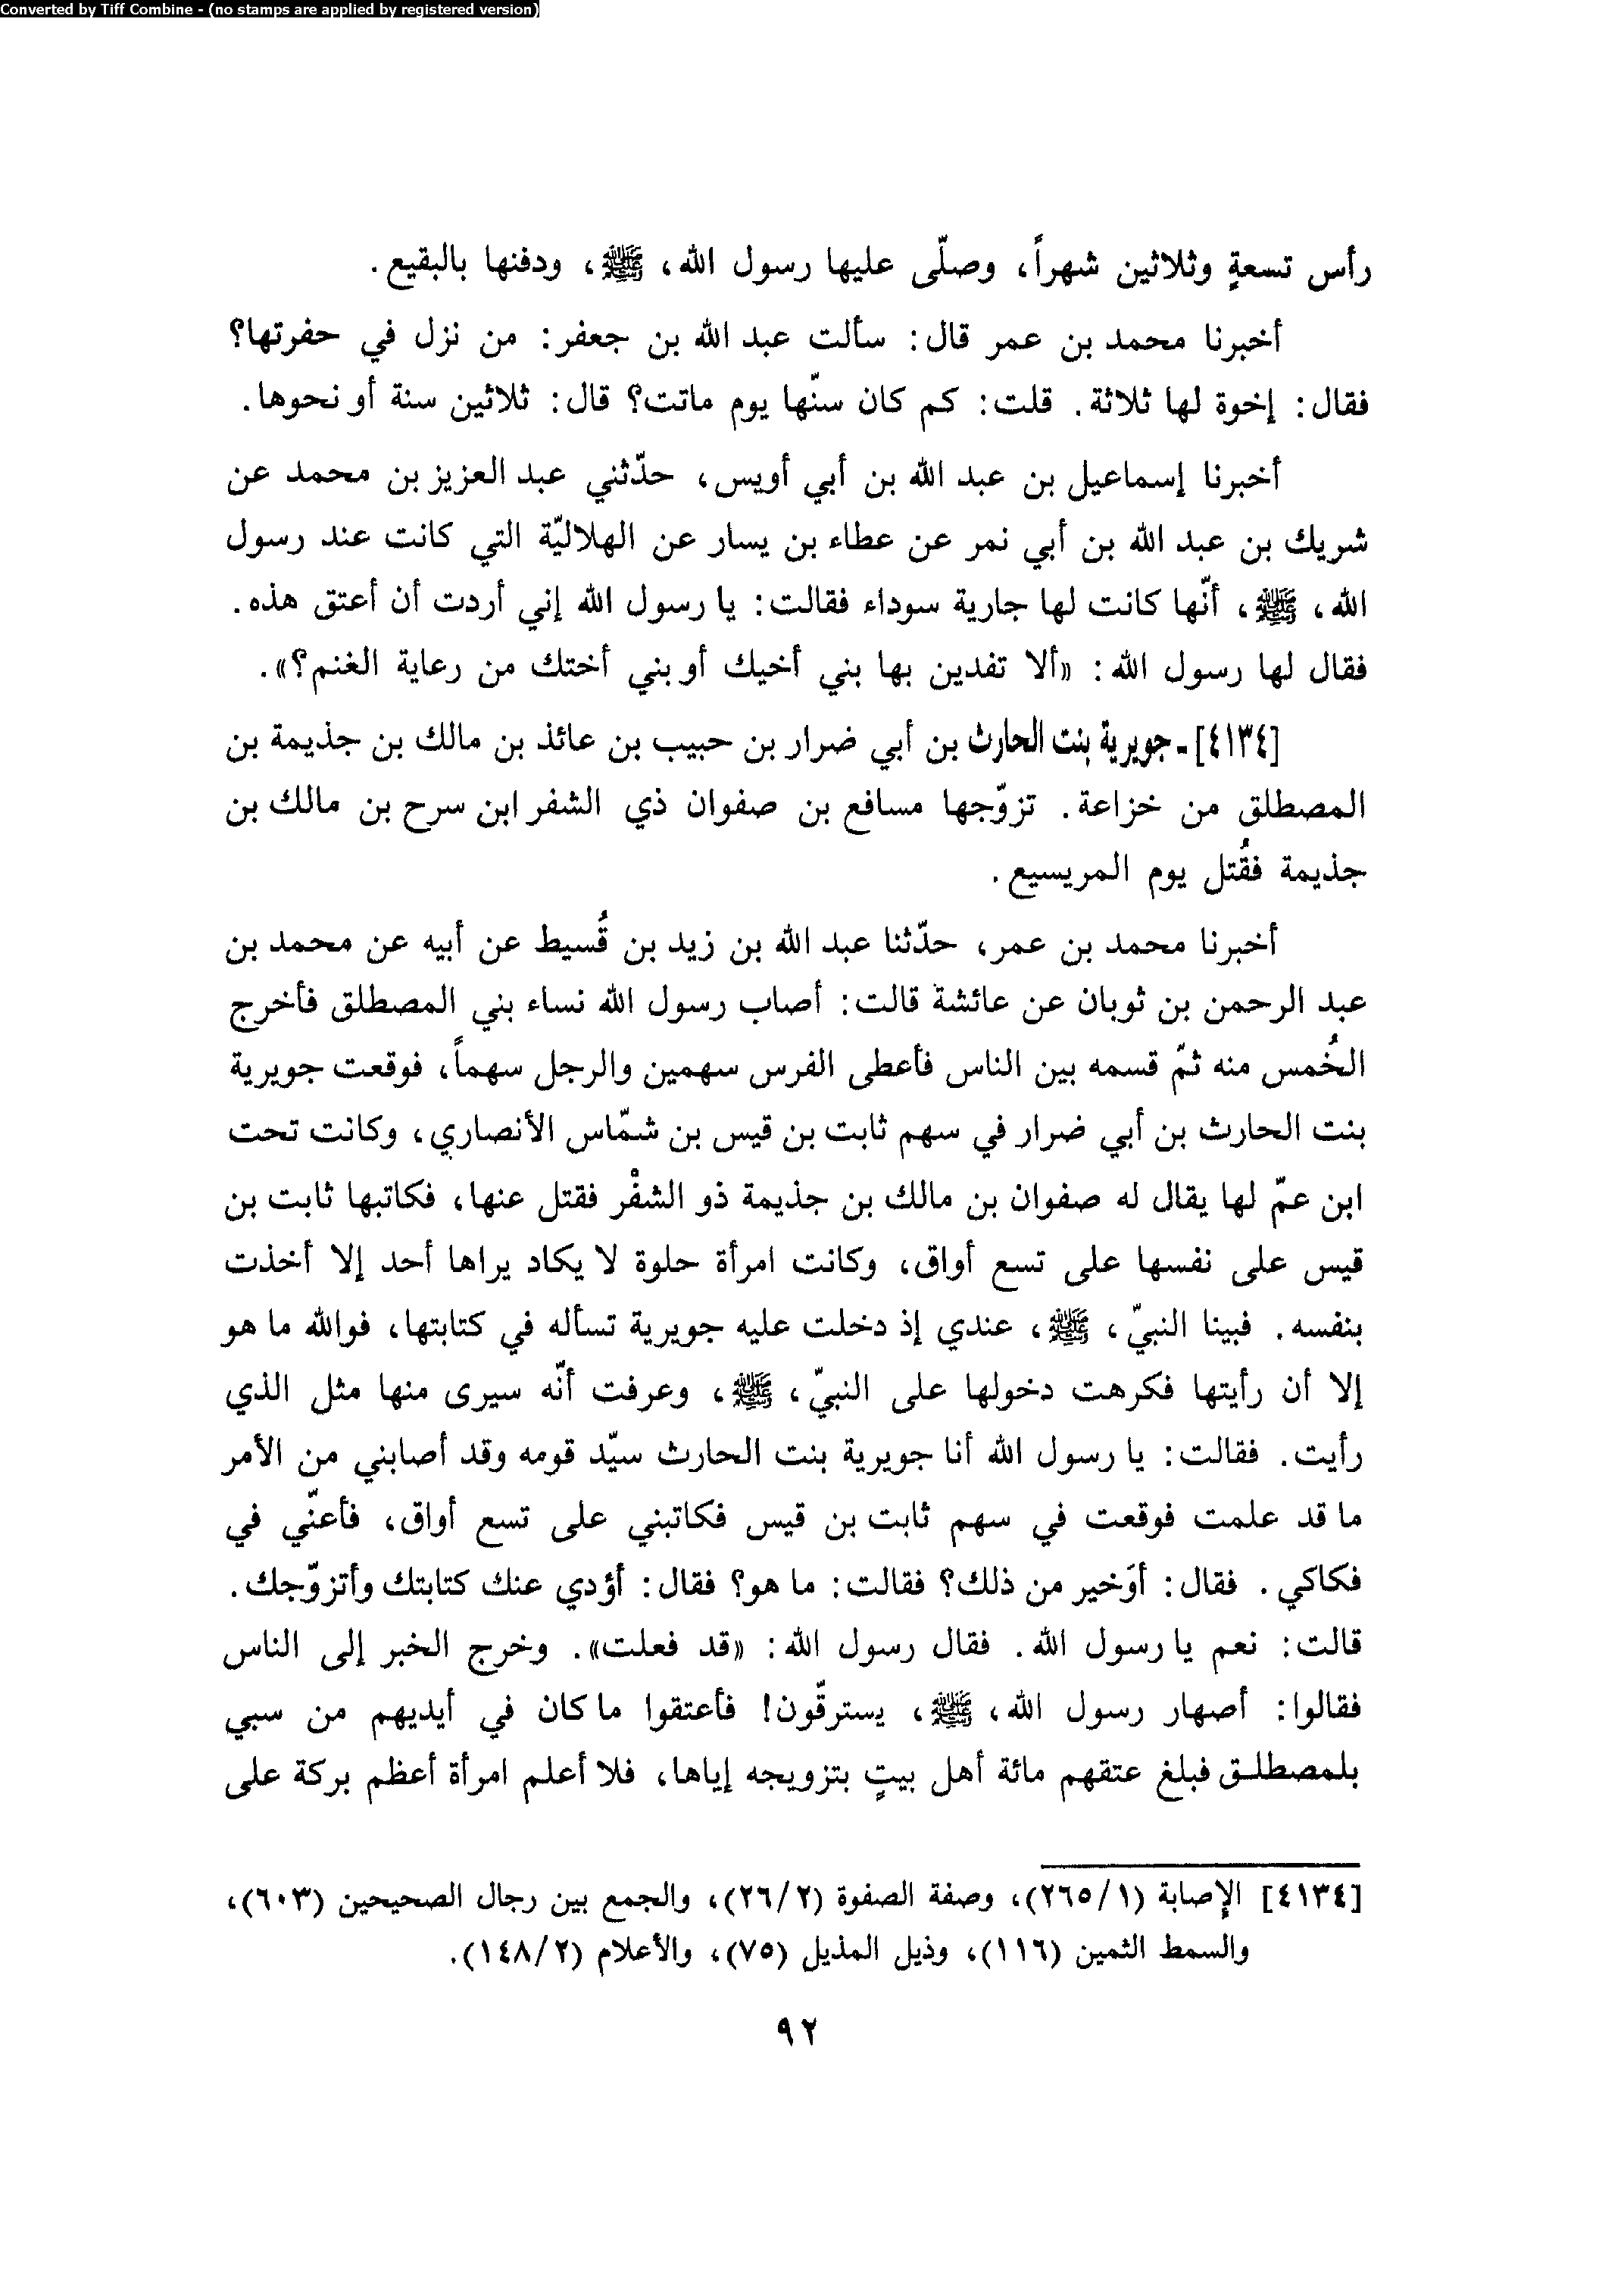 Converted by Tiff Combine - (no stamps are applied by registered version)
رأس تسعةٍ وثلاثين شهراً، وصلّى عليها رسول الله، ﷺ، ودفنها بالبقيع.
أخبرنا محمد بن عمر قال: سألت عبد الله بن جعفر: من نزل في حفرتها؟
فقال: إخوة لها ثلاثة. قلت: كم كان سنّها يوم ماتت؟ قال: ثلاثين سنة أو نحوها.
أخبرنا إسماعيل بن عبد الله بن أبي أويس، حدّثني عبد العزيز بن محمد عن
شريك بن عبد الله بن أبي نمر عن عطاء بن يسار عن الهلاليّة التي كانت عند رسول
الله، ﷺ، أنّها كانت لها جارية سوداء فقالت: يا رسول الله إني أردت أن أعتق هذه.
فقال لها رسول الله: «ألا تفدين بها بني أخيك أو بني أختك من رعاية الغنم؟».
[٤١٣٤] - جويرية بنت الحارث بن أبي ضرار بن حبيب بن عائذ بن مالك بن جذيمة بن
المصطلق من خزاعة. تزوّجها مسافع بن صفوان ذي الشفر ابن سرح بن مالك بن
جذيمة فقُتل يوم المريسيع.
أخبرنا محمد بن عمر، حدّثنا عبد الله بن زيد بن قُسيط عن أبيه عن محمد بن
عبد الرحمن بن ثوبان عن عائشة قالت: أصاب رسول الله نساء بني المصطلق فأخرج
الخُمس منه ثمّ قسمه بين الناس فأعطى الفرس سهمين والرجل سهماً، فوقعت جويرية
بنت الحارث بن أبي ضرار في سهم ثابت بن قيس بن شمّاس الأنصاري، وكانت تحت
ابن عمّ لها يقال له صفوان بن مالك بن جذيمة ذو الشفْر فقتل عنها، فكاتبها ثابت بن
قيس على نفسها على تسع أواق، وكانت امرأة حلوة لا يكاد يراها أحد إلا أخذت
بنفسه. فبينا النبيّ، ﷺ، عندي إذ دخلت عليه جويرية تسأله في كتابتها، فوالله ما هو
إلا أن رأيتها فكرهت دخولها على النبيّ، ﷺ، وعرفت أنّه سيرى منها مثل الذي
رأيت. فقالت: يا رسول الله أنا جويرية بنت الحارث سيّد قومه وقد أصابني من الأمر
ما قد علمت فوقعت في سهم ثابت بن قيس فكاتبني على تسع أواق، فأعنّي في
فكاكي. فقال: أوَخير من ذلك؟ فقالت: ما هو؟ فقال: أؤدي عنك كتابتك وأتزوّجك.
قالت: نعم يا رسول الله. فقال رسول الله: «قد فعلت». وخرج الخبر إلى الناس
فقالوا: أصهار رسول الله، ﷺ، يسترقّون! فأعتقوا ما كان في أيديهم من سبي
بلمصطلق فبلغ عتقهم مائة أهل بيتٍ بتزويجه إياها، فلا أعلم امرأة أعظم بركة على
[٤١٣٤] الإصابة (٢٦٥/١)، وصفة الصفوة (٢٦/٢)، والجمع بين رجال الصحيحين (٦٠٣)،
والسمط الثمين (١١٦)، وذيل المذيل (٧٥)، والأعلام (١٤٨/٢).
٩٢